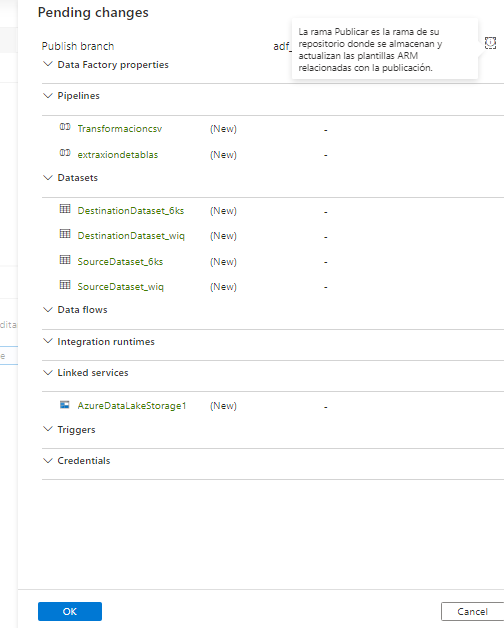 Pending changes
Publish branch adf_
La rama Publicar es la rama de su
repositorio donde se almacenan y
actualizan las plantillas ARM
relacionadas con la publicación.
Data Factory properties
Pipelines
Transformacioncsv (New) -
extraxiondetablas (New) -
Datasets
DestinationDataset_6ks (New) -
DestinationDataset_wiq (New) -
SourceDataset_6ks (New) -
SourceDataset_wiq (New) -
Data flows
dita
Integration runtimes
e
Linked services
AzureDataLakeStorage1 (New) -
Triggers
Credentials
OK Cancel